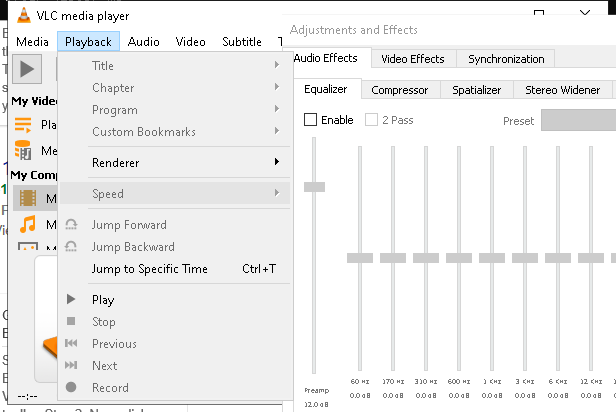 VLC media player
Adjustments and Effects
Media Playback Audio Video Subtitle T
Audio Effects Video Effects Synchronization
Equalizer Compressor Spatializer Stereo Widener
Enable 2 Pass Preset
My Vide
Pla
Me
My Comp
M
M
M
Title
Chapter
Program
Custom Bookmarks
Renderer
Speed
Jump Forward
Jump Backward
Jump to Specific Time Ctrl+T
Play
Stop
Previous
Next
Record
--:--
60 KHz 170 KHz 310 KHz 600 KHz 1 KHz 3 KHz 6 KHz 12 KHz
Preamp 0.0 dB 0.0 dB 0.0 dB 0.0 dB 0.0 dB 0.0 dB 0.0 dB 0.0 dB
12.0 dB